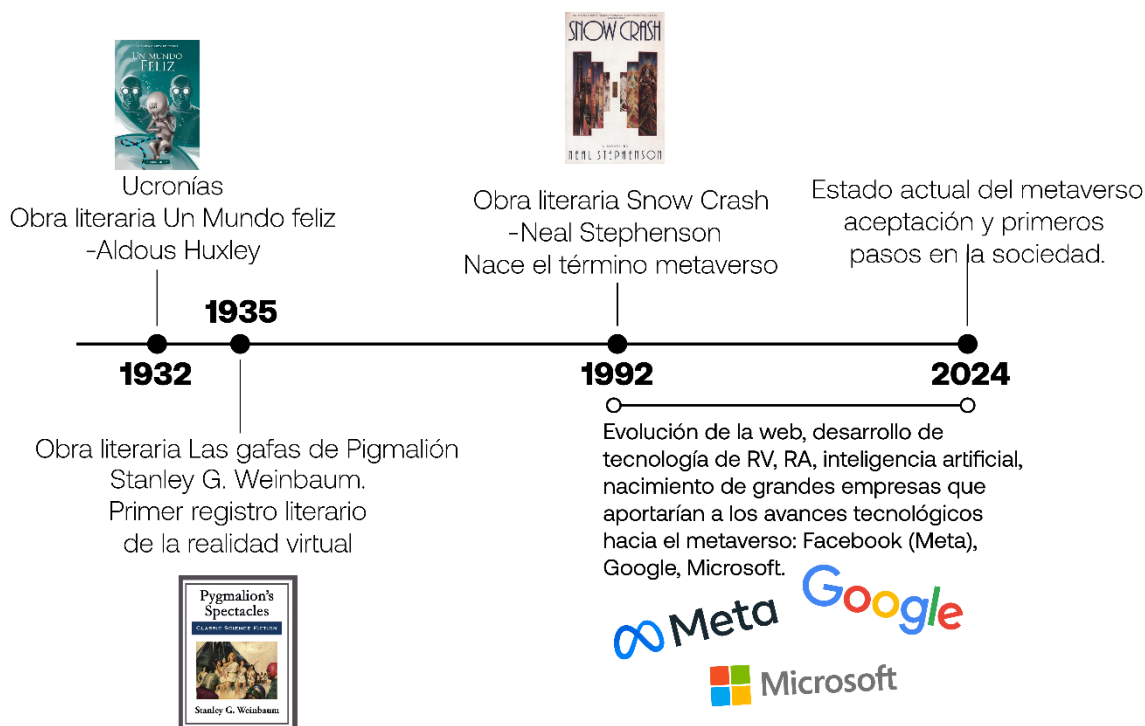 UN MUNDO
FELIZ
SNOW CRASH
NEAL STEPHENSON
Ucronías
Obra literaria Un Mundo feliz
-Aldous Huxley
Obra literaria Snow Crash
-Neal Stephenson
Nace el término metaverso
Estado actual del metaverso
aceptación y primeros
pasos en la sociedad.
1935
1932
1992
2024
Obra literaria Las gafas de Pigmalión
Stanley G. Weinbaum.
Primer registro literario
de la realidad virtual
Evolución de la web, desarrollo de
tecnología de RV, RA, inteligencia artificial,
nacimiento de grandes empresas que
aportarían a los avances tecnológicos
hacia el metaverso: Facebook (Meta),
Google, Microsoft.
Pygmalion's
Spectacles
CLASSIC SCIENCE FICTION
Stanley G. Weinbaum
Meta
Google
Microsoft